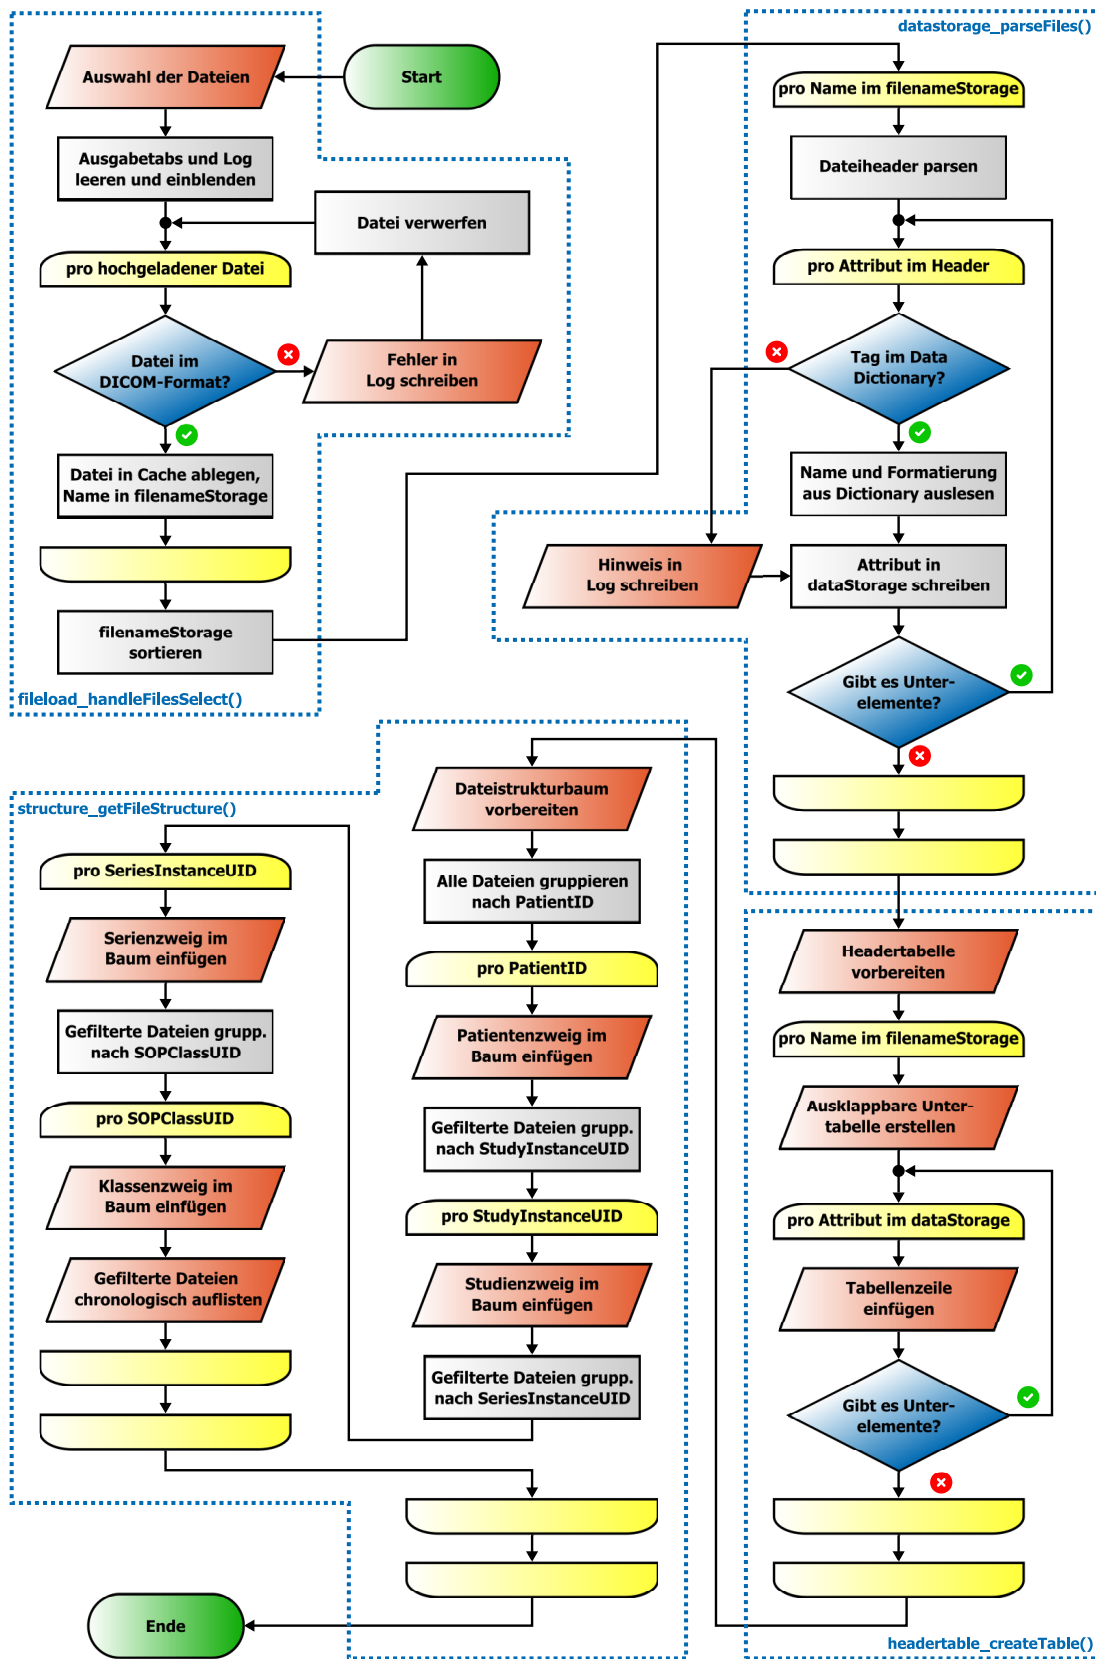 Start
Auswahl der Dateien
Ausgabetabs und Log
leeren und einblenden
Datei verwerfen
pro hochgeladener Datei
Datei im
DICOM-Format?
Fehler in
Log schreiben
Datei in Cache ablegen,
Name in filenameStorage
filenameStorage
sortieren
fileload_handleFilesSelect()
datastorage_parseFiles()
pro Name im filenameStorage
Dateiheader parsen
pro Attribut im Header
Tag im Data
Dictionary?
Name und Formatierung
aus Dictionary auslesen
Hinweis in
Log schreiben
Attribut in
dataStorage schreiben
Gibt es Unter-
elemente?
Headertabelle
vorbereiten
pro Name im filenameStorage
Ausklappbare Unter-
tabelle erstellen
pro Attribut im dataStorage
Tabellenzeile
einfügen
Gibt es Unter-
elemente?
headertable_createTable()
structure_getFileStructure()
Dateistrukturbaum
vorbereiten
Alle Dateien gruppieren
nach PatientID
pro PatientID
Patientenzweig im
Baum einfügen
Gefilterte Dateien grupp.
nach StudyInstanceUID
pro StudyInstanceUID
Studienzweig im
Baum einfügen
Gefilterte Dateien grupp.
nach SeriesInstanceUID
pro SeriesInstanceUID
Serienzweig im
Baum einfügen
Gefilterte Dateien grupp.
nach SOPClassUID
pro SOPClassUID
Klassenzweig im
Baum einfügen
Gefilterte Dateien
chronologisch auflisten
Ende